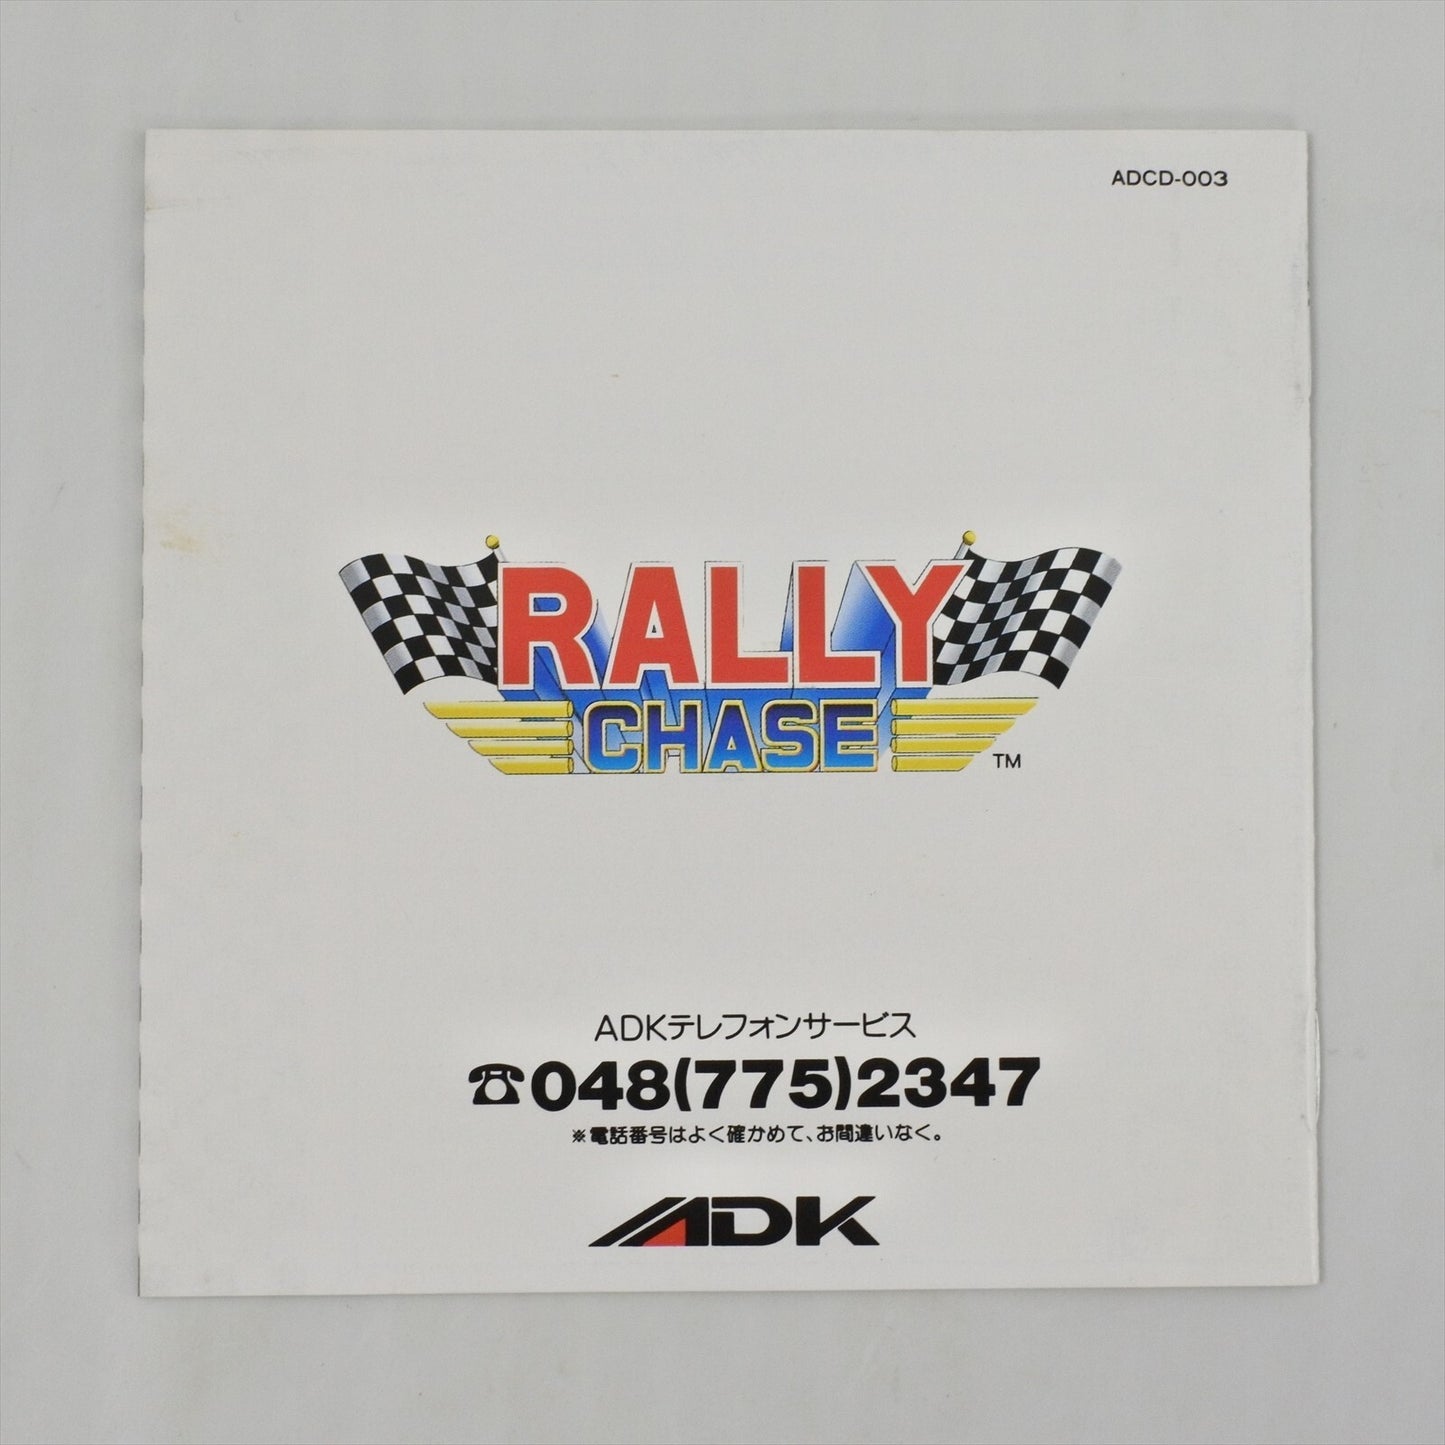 ADCD-003
RALLY
CHASE
TM
ADKテレフォンサービス
☎048(775)2347
※電話番号はよく確かめて、お間違いなく。
ADK